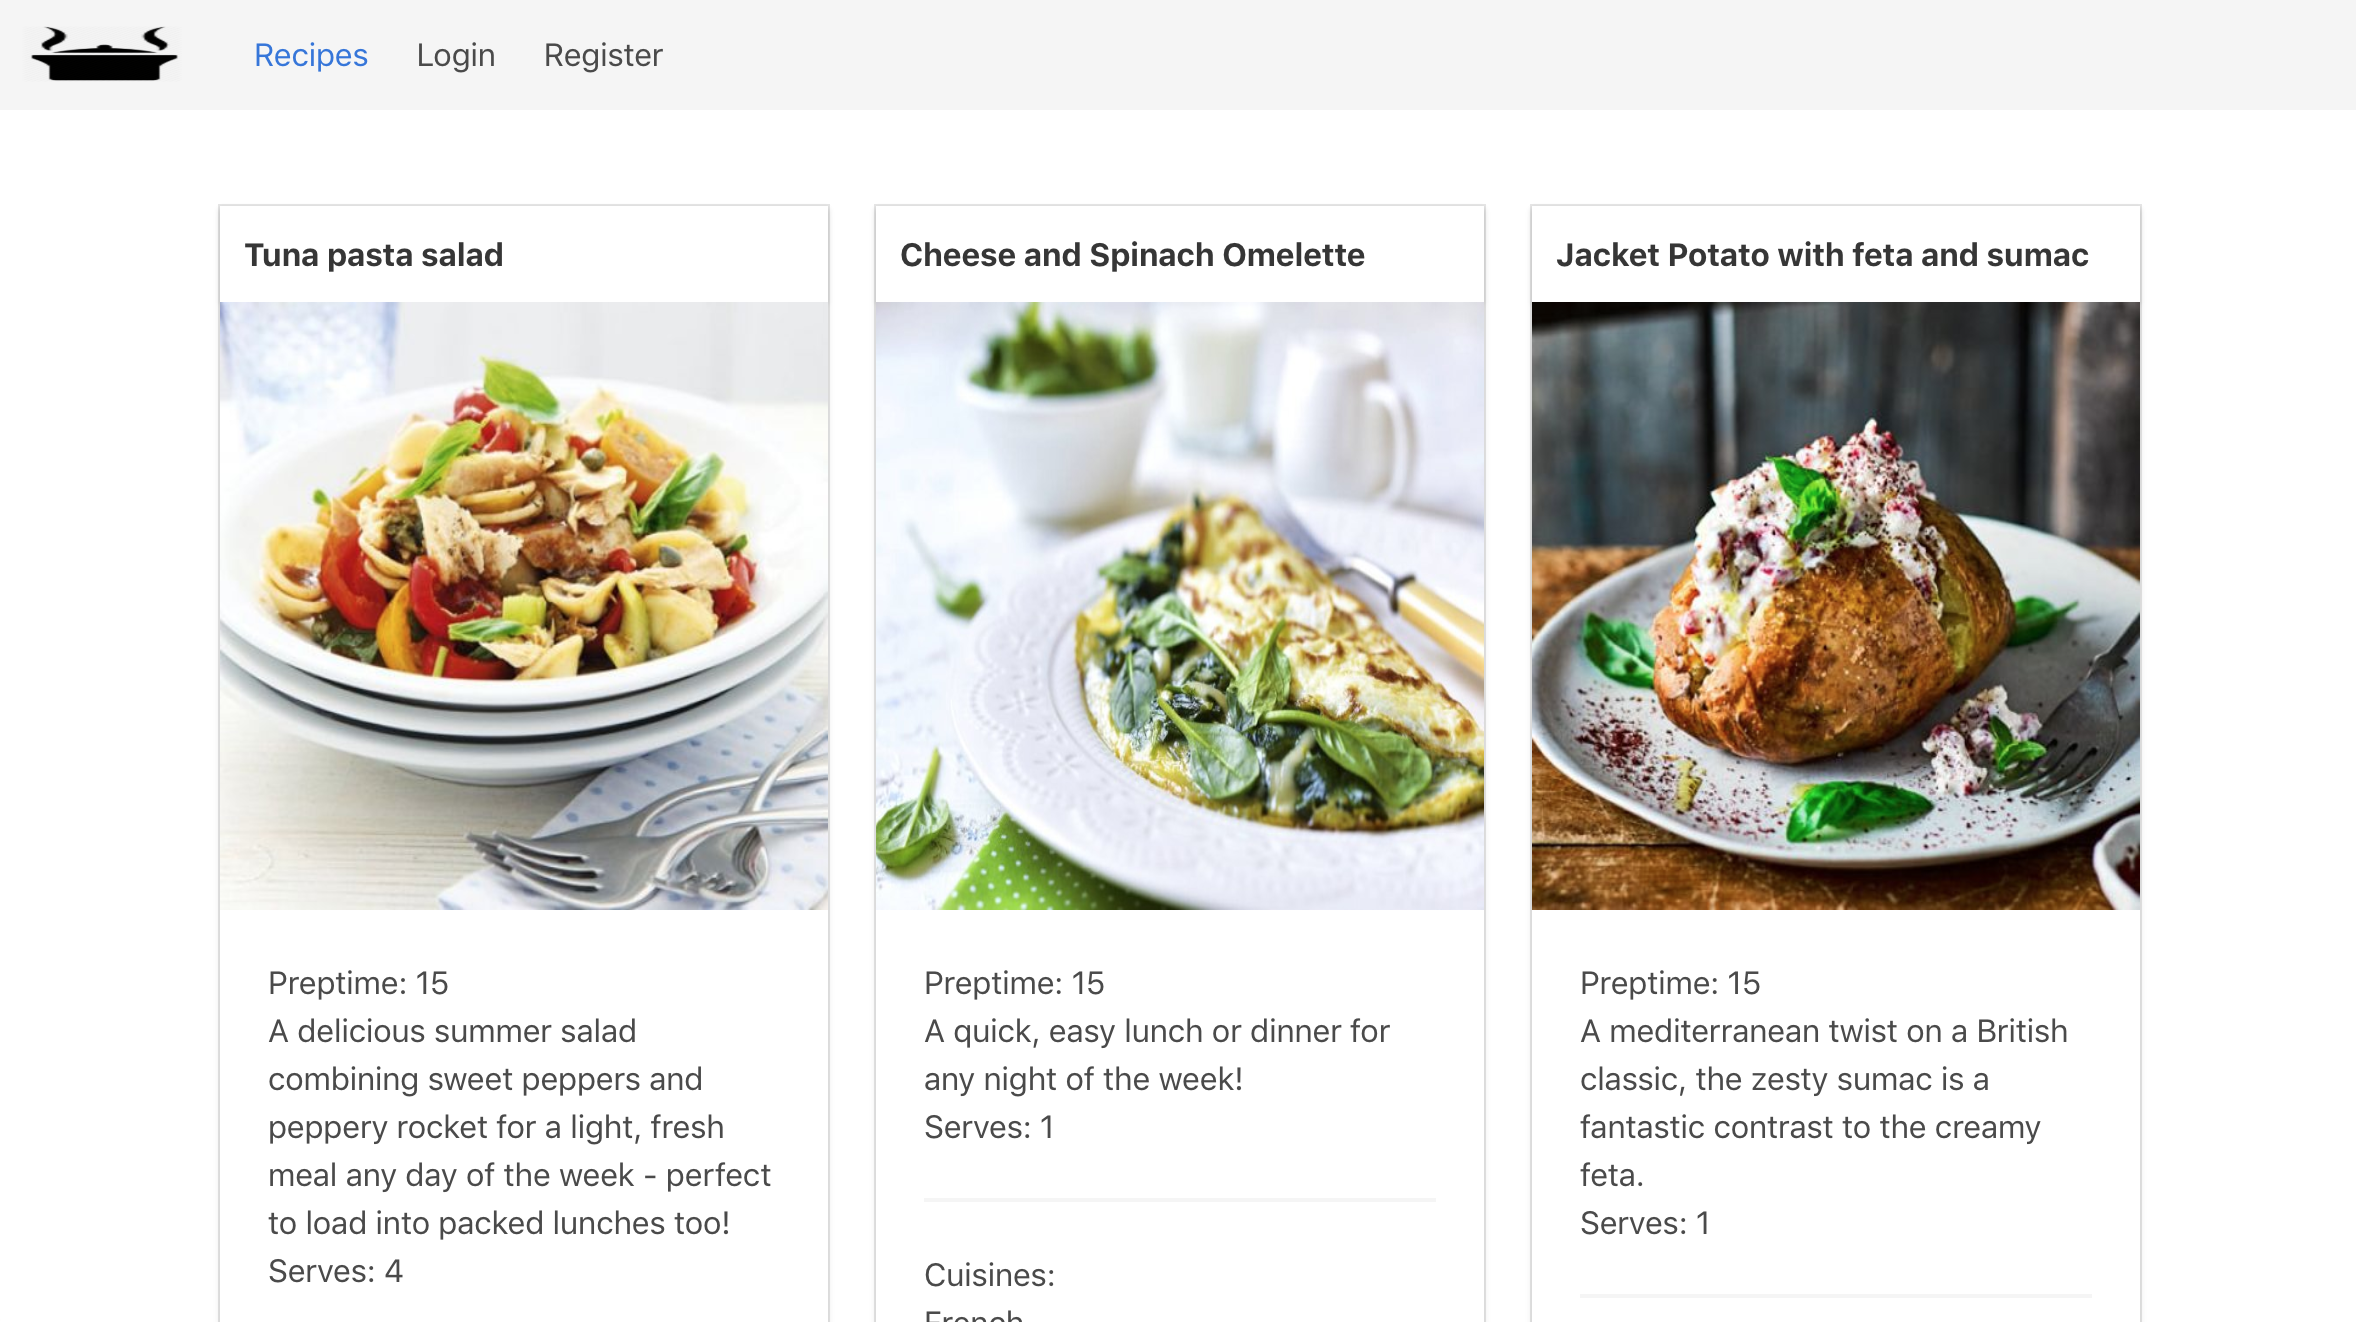 Recipes Login Register
Tuna pasta salad
Preptime: 15
A delicious summer salad
combining sweet peppers and
peppery rocket for a light, fresh
meal any day of the week - perfect
to load into packed lunches too!
Serves: 4
Cheese and Spinach Omelette
Preptime: 15
A quick, easy lunch or dinner for
any night of the week!
Serves: 1
Cuisines:
French
Jacket Potato with feta and sumac
Preptime: 15
A mediterranean twist on a British
classic, the zesty sumac is a
fantastic contrast to the creamy
feta.
Serves: 1